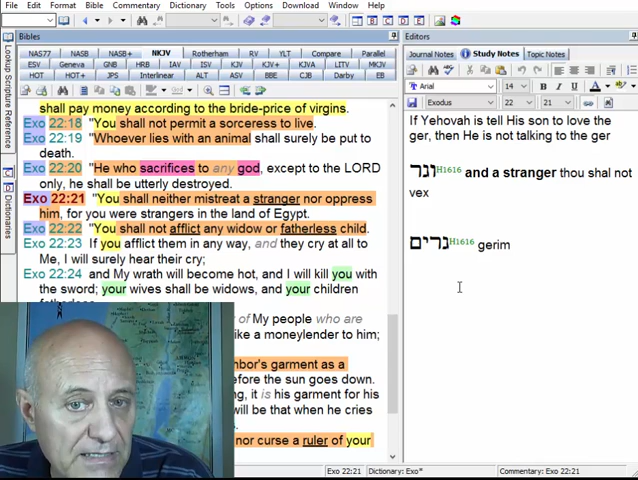 File Edit Bible Bookmarks Commentary Dictionary Tools Options Download Window Help
Lookup Scripture Reference
Dictionaries
Bibles
NAS77 NASB NASB+ NKJV Rotherham RV YLT Compare Parallel
ESV Geneva GNB HRB ISV KJV KJV+ KJVA LITV MKJV
HOT HOT+ JPS Interlinear ALT ASV BBE CJB Darby EB
shall pay money according to the bride-price of virgins.
Exo 22:18 "You shall not permit a sorceress to live.
Exo 22:19 "Whoever lies with an animal shall surely be put to
death.
Exo 22:20 "He who sacrifices to any god, except to the LORD
only, he shall be utterly destroyed.
Exo 22:21 "You shall neither mistreat a stranger nor oppress
him, for you were strangers in the land of Egypt.
Exo 22:22 "You shall not afflict any widow or fatherless child.
Exo 22:23 If you afflict them in any way, and they cry at all to
Me, I will surely hear their cry;
Exo 22:24 and My wrath will become hot, and I will kill you with
the sword; your wives shall be widows, and your children
of My people who are
ike a moneylender to him;
nbor's garment as a
efore the sun goes down.
ng, it is his garment for his
will be that when he cries
nor curse a ruler of your
Editors
Journal Notes Study Notes Topic Notes
Arial 14 B I U
Exodus 22 21
If Yehovah is tell His son to love the
ger, then He is not talking to the ger
וגר H1616 and a stranger thou shal not
vex
גרים H1616 gerim
Exo 22:21 Dictionary: Exo* Commentary: Exo 22:21